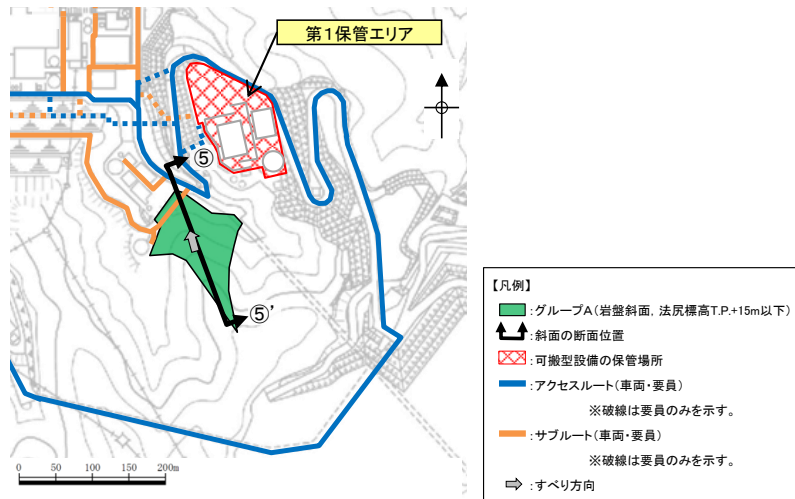 第1保管エリア
⑤
⑤'
0 50 100 150 200m
【凡例】
:グループA(岩盤斜面,法尻標高T.P.+15m以下)
:斜面の断面位置
:可搬型設備の保管場所
:アクセスルート(車両・要員)
※破線は要員のみを示す。
:サブルート(車両・要員)
※破線は要員のみを示す。
:すべり方向